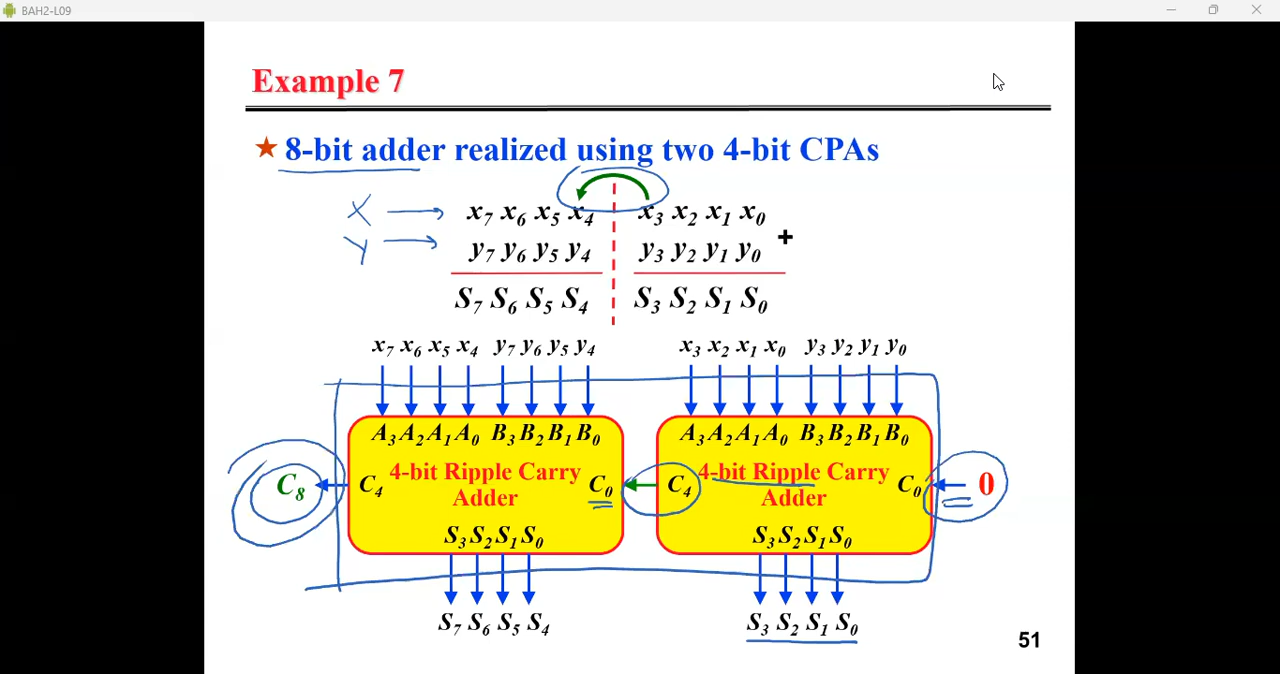 BAH2-L09
Example 7
★ 8-bit adder realized using two 4-bit CPAs
X → x₇ x₆ x₅ x₄ x₃ x₂ x₁ x₀
+
Y → y₇ y₆ y₅ y₄ y₃ y₂ y₁ y₀
S₇ S₆ S₅ S₄ S₃ S₂ S₁ S₀
x₇ x₆ x₅ x₄ y₇ y₆ y₅ y₄ x₃ x₂ x₁ x₀ y₃ y₂ y₁ y₀
A₃ A₂ A₁ A₀ B₃ B₂ B₁ B₀ A₃ A₂ A₁ A₀ B₃ B₂ B₁ B₀
C₈ C₄ 4-bit Ripple Carry Adder C₀ C₄ 4-bit Ripple Carry Adder C₀ 0
S₃ S₂ S₁ S₀ S₃ S₂ S₁ S₀
S₇ S₆ S₅ S₄ S₃ S₂ S₁ S₀
51